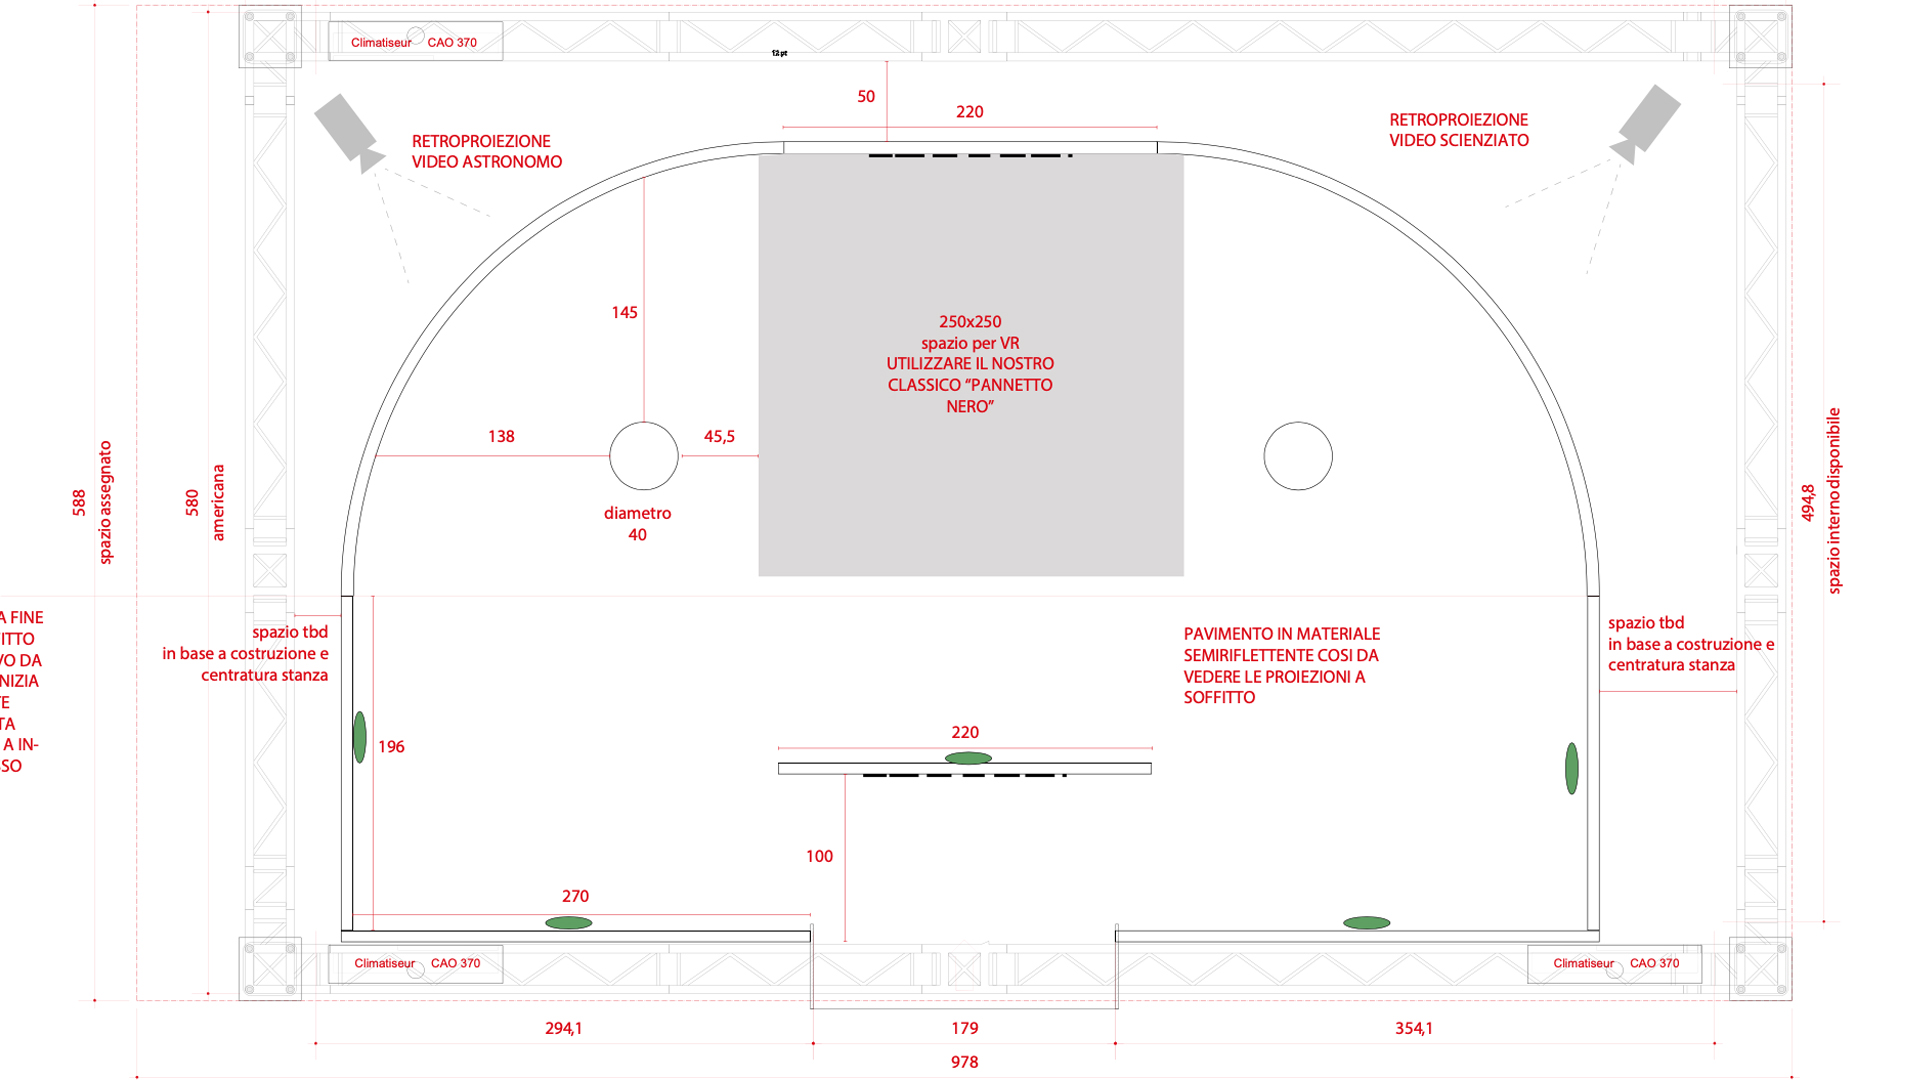 Climatiseur CAO 370
12 pt
50
220
RETROPROIEZIONE
VIDEO ASTRONOMO
RETROPROIEZIONE
VIDEO SCIENZIATO
145
250x250
spazio per VR
UTILIZZARE IL NOSTRO
CLASSICO “PANNETTO
NERO”
138
45,5
diametro
40
588
spazio assegnato
580
americana
494,8
spazio interno disponibile
A FINE
ITTO
VO DA
NIZIA
TE
TA
A IN-
SSO
spazio tbd
in base a costruzione e
centratura stanza
spazio tbd
in base a costruzione e
centratura stanza
PAVIMENTO IN MATERIALE
SEMIRIFLETTENTE COSI DA
VEDERE LE PROIEZIONI A
SOFFITTO
196
220
100
270
Climatiseur CAO 370
Climatiseur CAO 370
294,1
179
354,1
978